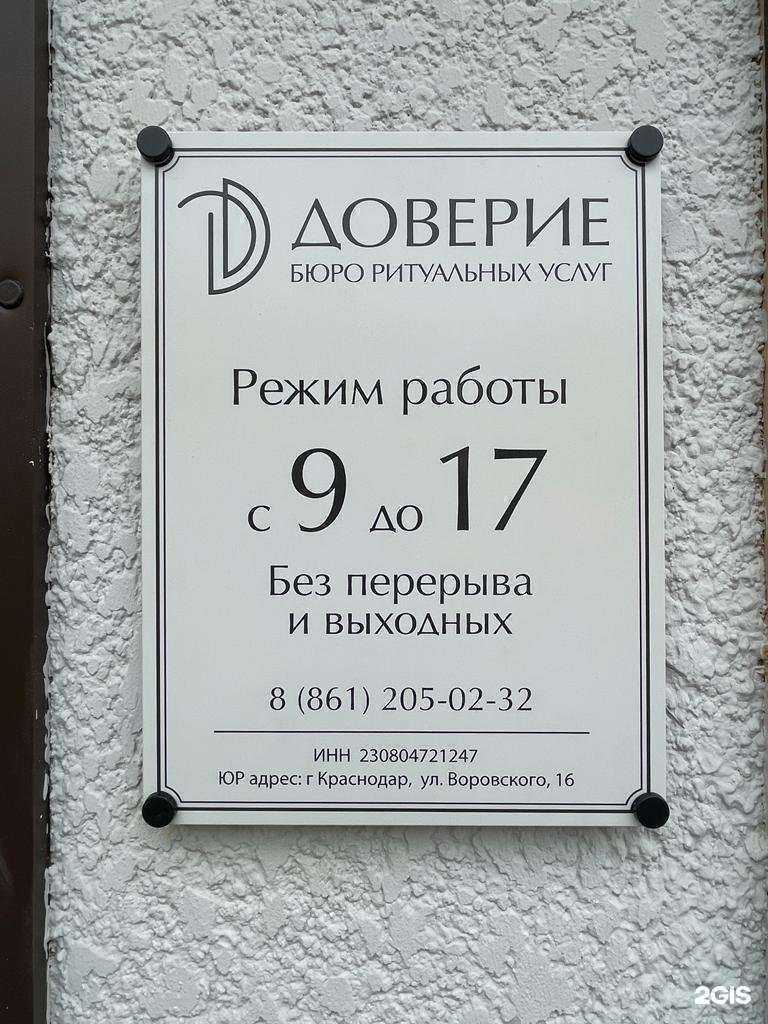 ДОВЕРИЕ
БЮРО РИТУАЛЬНЫХ УСЛУГ
Режим работы
с 9 до 17
Без перерыва
и выходных
8 (861) 205-02-32
ИНН 230804721247
ЮР адрес: г Краснодар, ул. Воровского, 16
2GIS